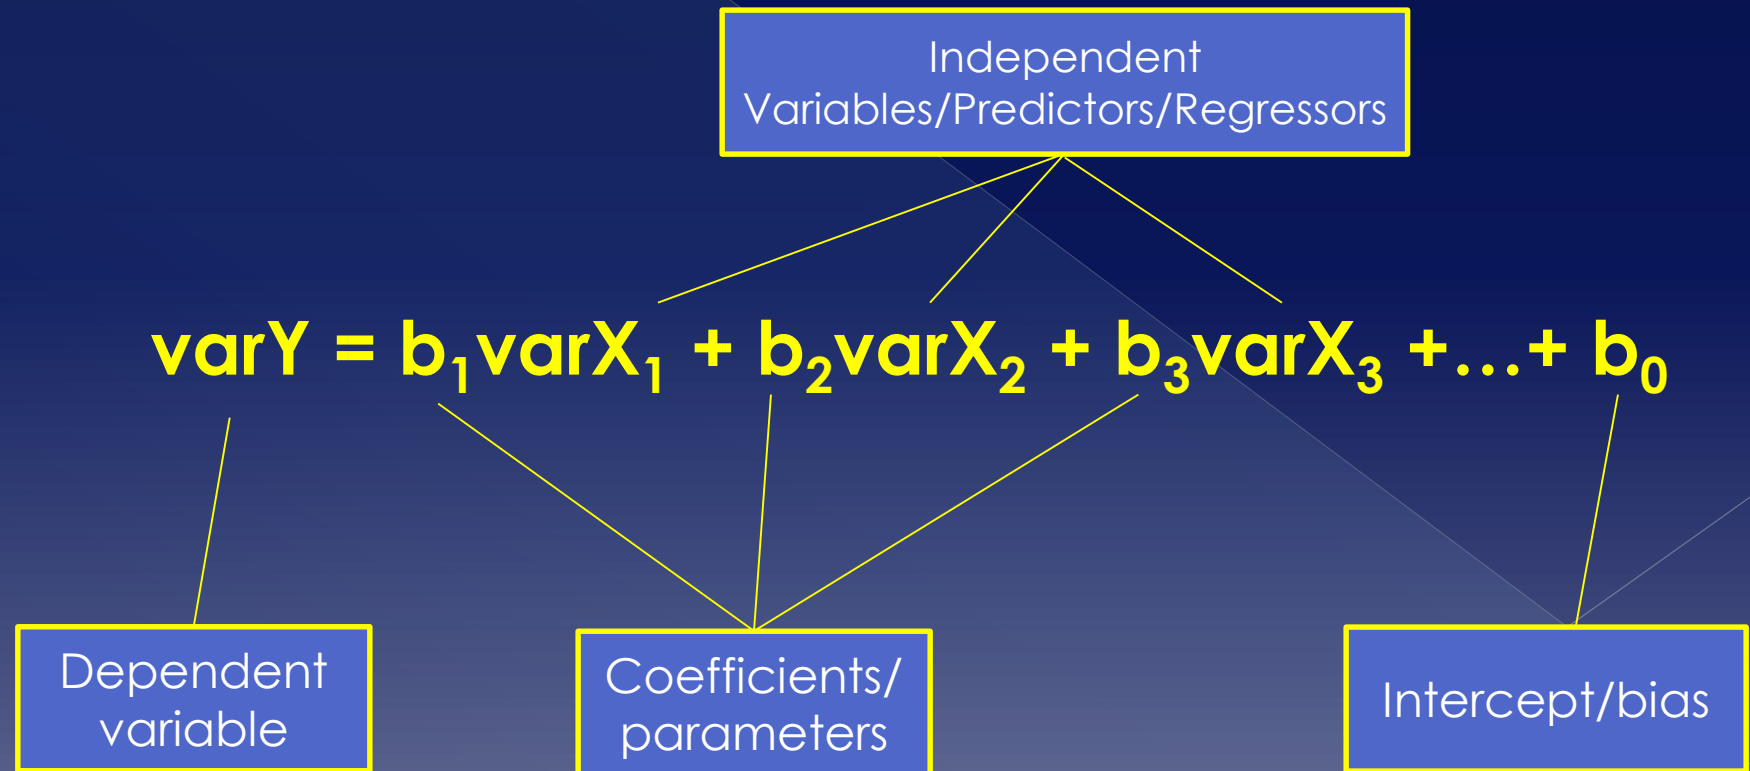 Independent
Variables/Predictors/Regressors
varY = b₁varX₁ + b₂varX₂ + b₃varX₃ +...+ b₀
Dependent
variable
Coefficients/
parameters
Intercept/bias